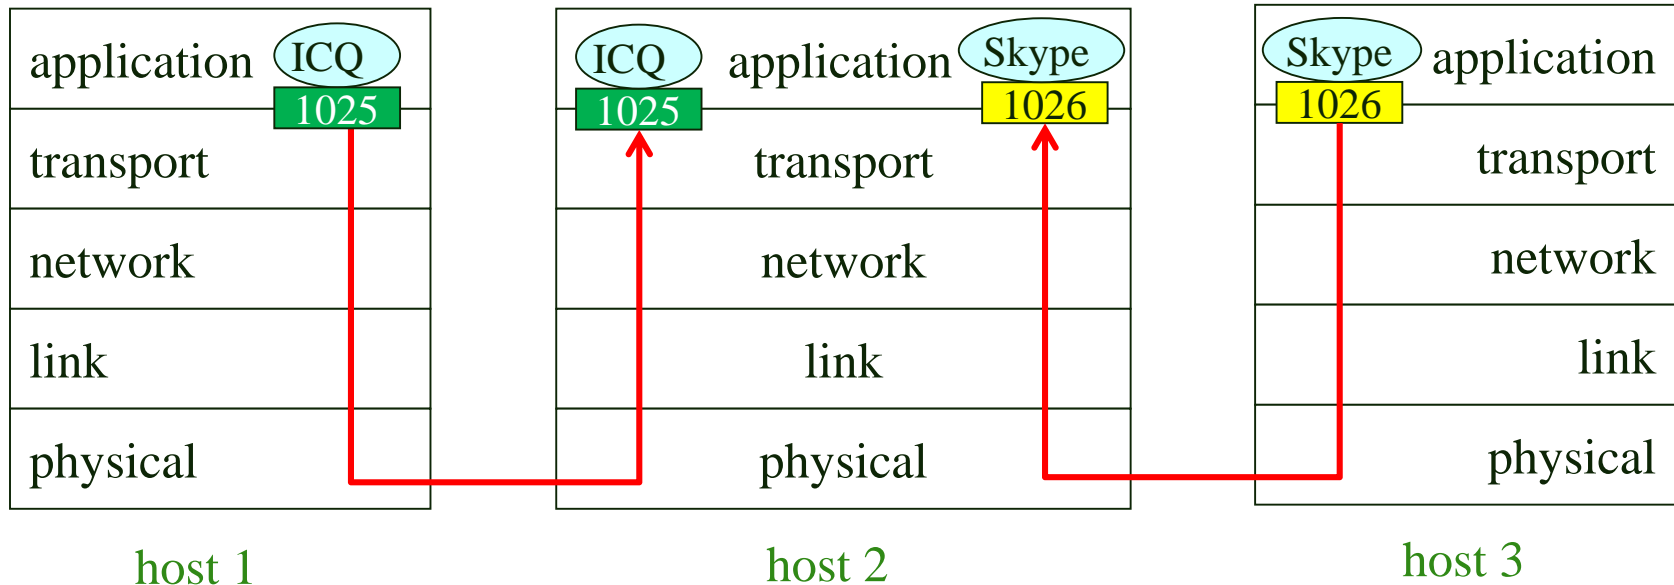 application ICQ
1025
transport
network
link
physical
host 1
ICQ application Skype
1025 1026
transport
network
link
physical
host 2
Skype application
1026
transport
network
link
physical
host 3